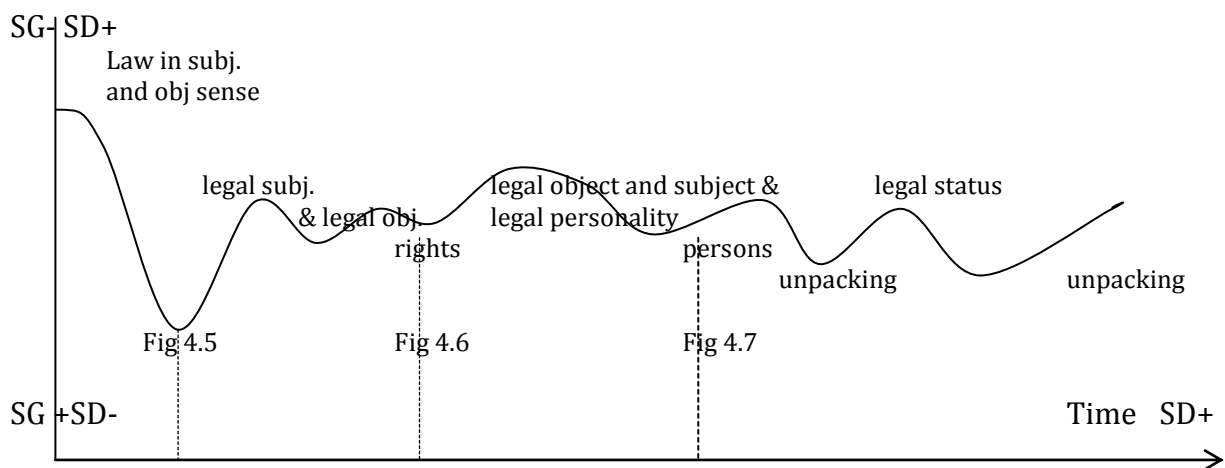 SG- SD+
Law in subj.
and obj sense
legal subj.
& legal obj.
rights
legal object and subject &
legal personality
persons
unpacking
legal status
unpacking
Fig 4.5
Fig 4.6
Fig 4.7
SG +SD-
Time SD+